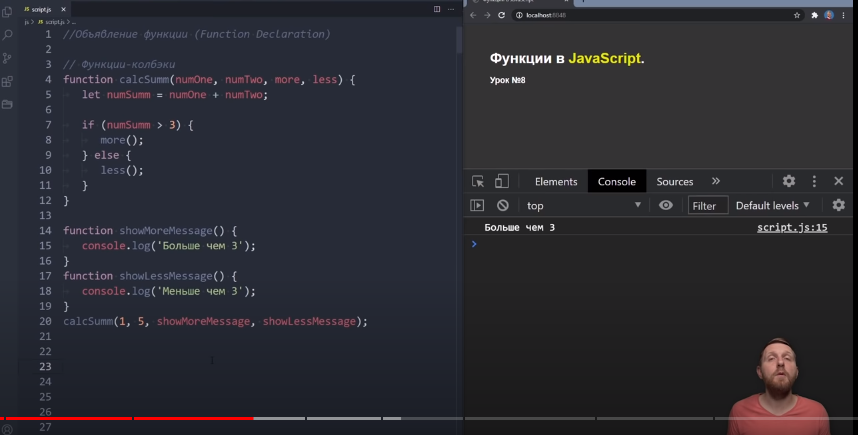 script.js
js > script.js > ...
1 //Объявление функции (Function Declaration)
2
3 // Функции-колбэки
4 function calcSumm(numOne, numTwo, more, less) {
5 let numSumm = numOne + numTwo;
6
7 if (numSumm > 3) {
8 more();
9 } else {
10 less();
11 }
12 }
13
14 function showMoreMessage() {
15 console.log('Больше чем 3');
16 }
17 function showLessMessage() {
18 console.log('Меньше чем 3');
19 }
20 calcSumm(1, 5, showMoreMessage, showLessMessage);
21
22
23
24
25
26
27
localhost
Функции в JavaScript.
Урок №8
Elements Console Sources
top Filter Default levels
Больше чем 3 script.js:15